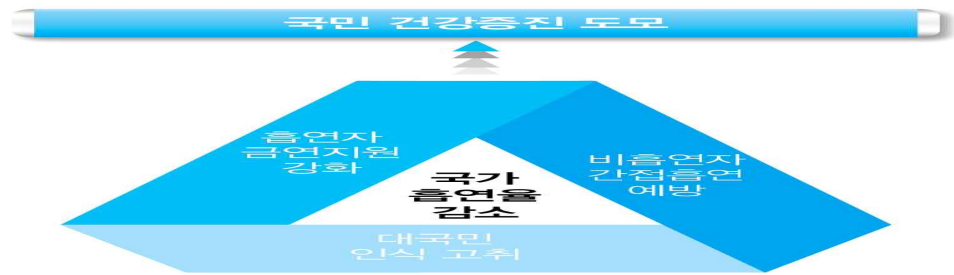 국민 건강증진 도모
흡연자
금연지원
강화
비흡연자
간접흡연
예방
국가
흡연율
감소
대국민
인식 고취